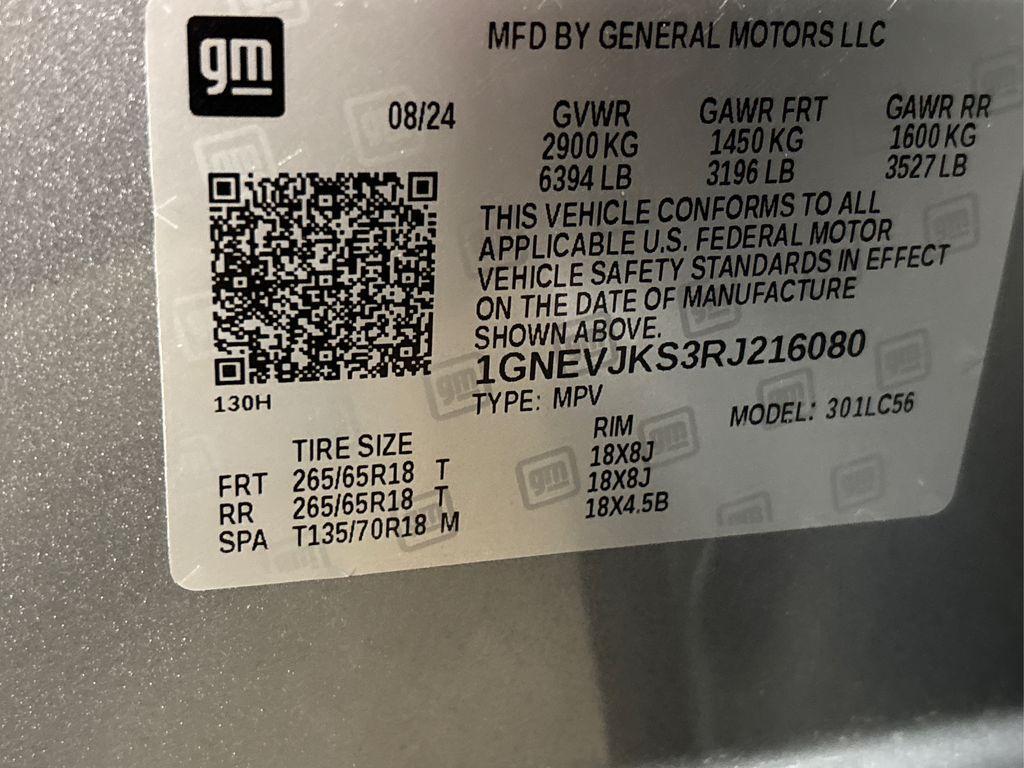 gm
MFD BY GENERAL MOTORS LLC
08/24
GVWR GAWR FRT GAWR RR
2900 KG 1450 KG 1600 KG
6394 LB 3196 LB 3527 LB
THIS VEHICLE CONFORMS TO ALL
APPLICABLE U.S. FEDERAL MOTOR
VEHICLE SAFETY STANDARDS IN EFFECT
ON THE DATE OF MANUFACTURE
SHOWN ABOVE.
1GNEVJKS3RJ216080
130H
TYPE: MPV MODEL: 301LC56
TIRE SIZE RIM
FRT 265/65R18 T 18X8J
RR 265/65R18 T 18X8J
SPA T135/70R18 M 18X4.5B